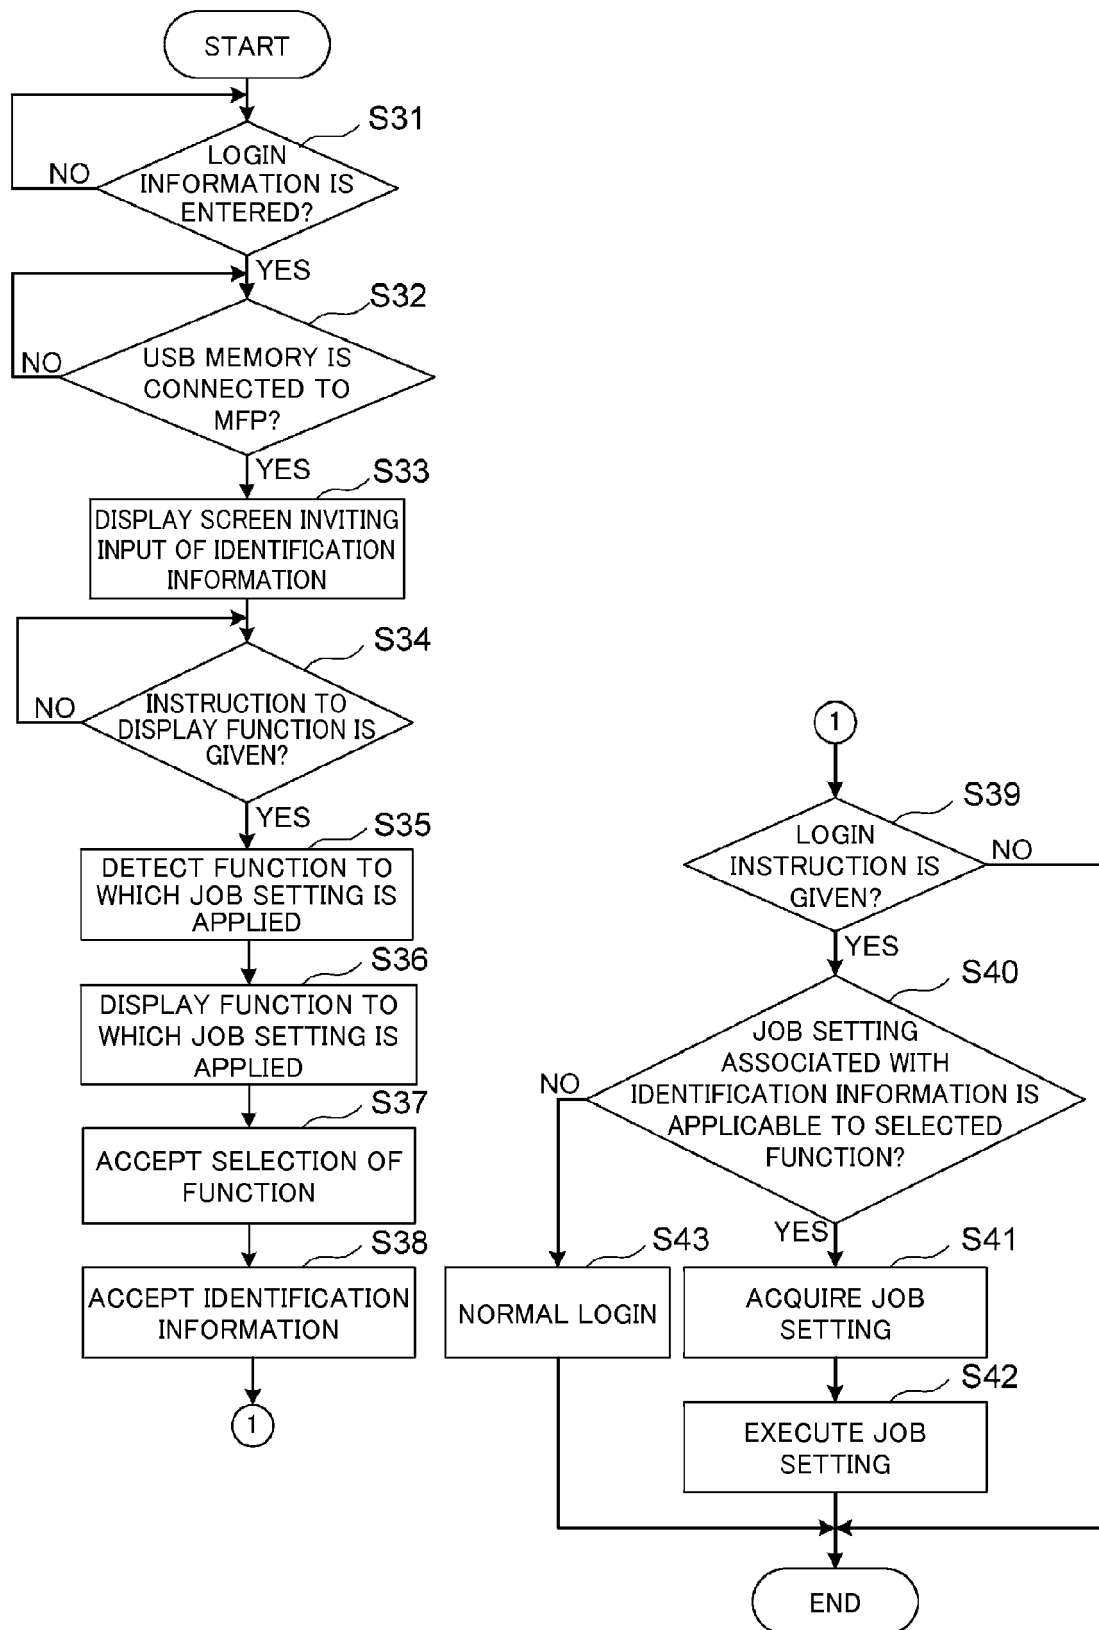 START
S31
LOGIN
INFORMATION IS
ENTERED?
NO
YES
S32
USB MEMORY IS
CONNECTED TO
MFP?
NO
YES
S33
DISPLAY SCREEN INVITING
INPUT OF IDENTIFICATION
INFORMATION
S34
INSTRUCTION TO
DISPLAY FUNCTION IS
GIVEN?
NO
YES
S35
DETECT FUNCTION TO
WHICH JOB SETTING IS
APPLIED
S36
DISPLAY FUNCTION TO
WHICH JOB SETTING IS
APPLIED
S37
ACCEPT SELECTION OF
FUNCTION
S38
ACCEPT IDENTIFICATION
INFORMATION
1
1
S39
LOGIN
INSTRUCTION IS
GIVEN?
NO
YES
S40
JOB SETTING
ASSOCIATED WITH
IDENTIFICATION INFORMATION IS
APPLICABLE TO SELECTED
FUNCTION?
NO
YES
S43
NORMAL LOGIN
S41
ACQUIRE JOB
SETTING
S42
EXECUTE JOB
SETTING
END